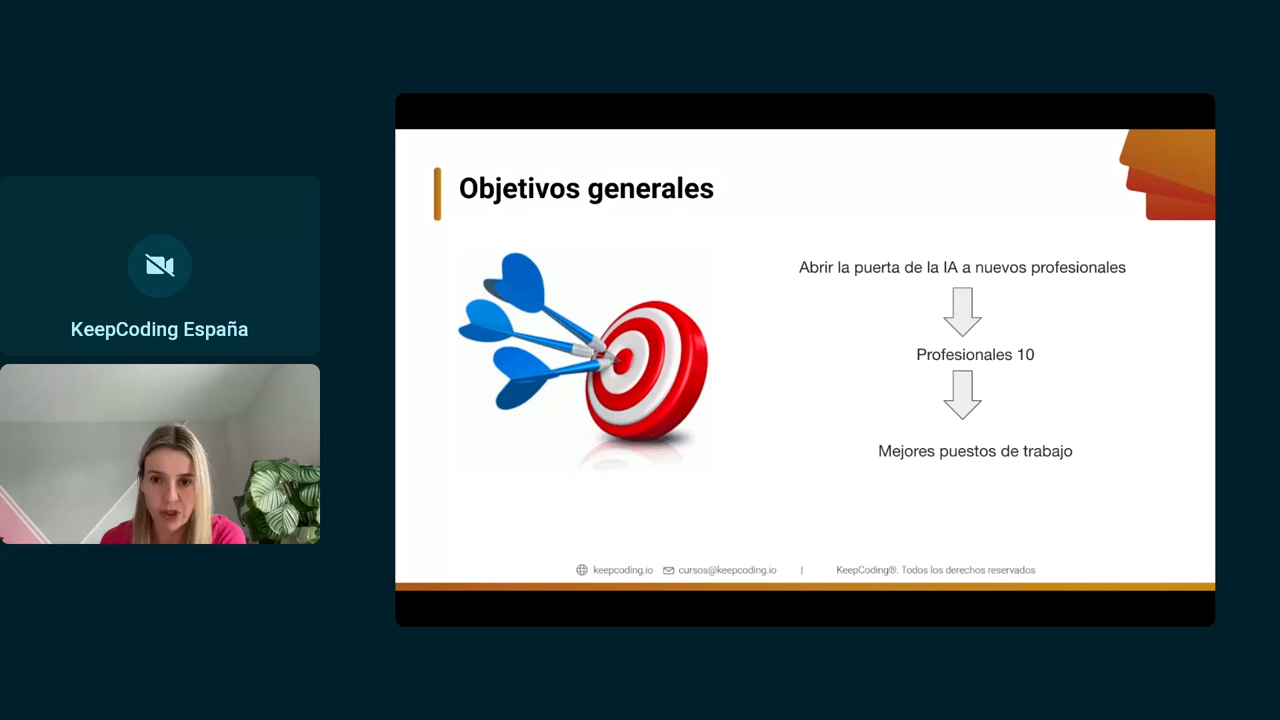 KeepCoding España
Objetivos generales
Abrir la puerta de la IA a nuevos profesionales
Profesionales 10
Mejores puestos de trabajo
keepcoding.io cursos@keepcoding.io | KeepCoding®. Todos los derechos reservados